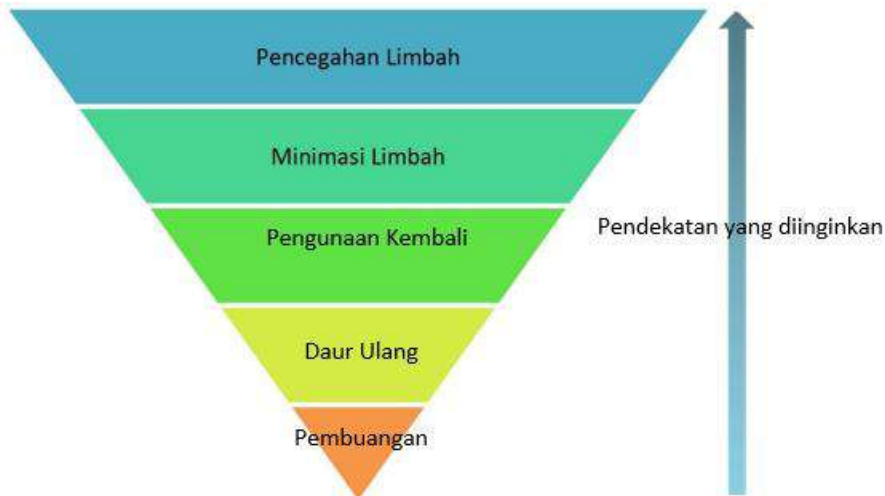 Pencegahan Limbah
Minimasi Limbah
Pengunaan Kembali
Pendekatan yang diinginkan
Daur Ulang
Pembuangan